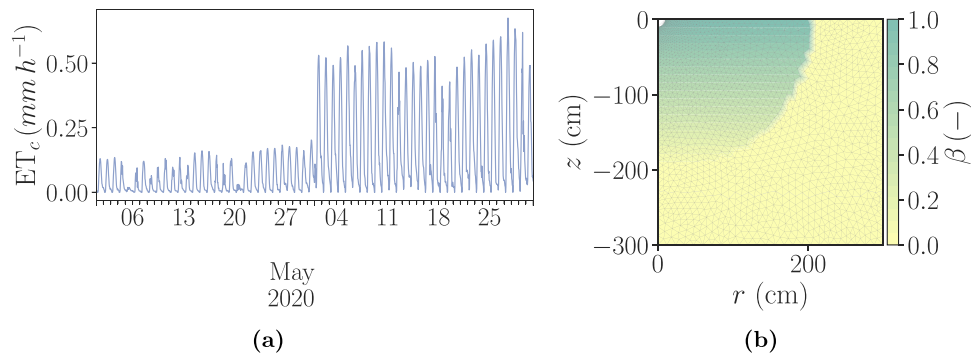 ET_c (mm h^{-1})
0.50
0.25
0.00
06 13 20 27 04 11 18 25
May
2020
(a)
z (cm)
0
−100
−200
−300
0 200
r (cm)
1.0
0.8
0.6
0.4
0.2
0.0
β (−)
(b)